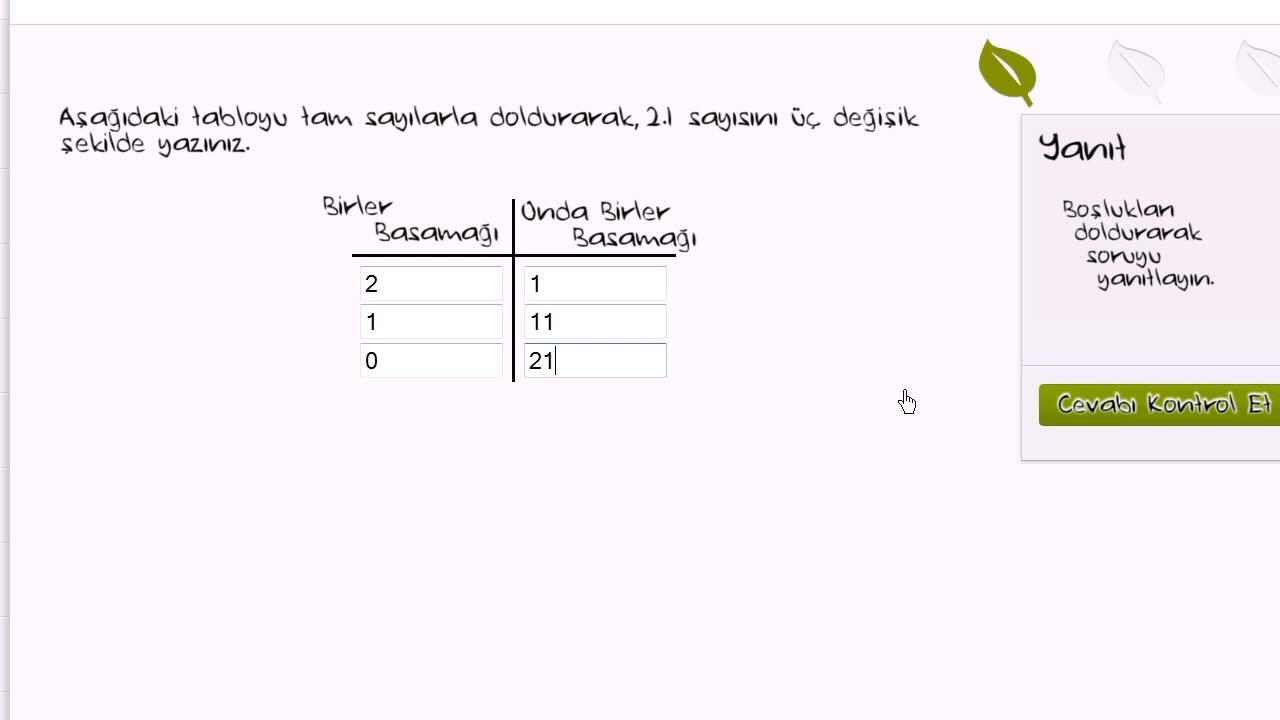 Aşağıdaki tabloyu tam sayılarla doldurarak, 2.1 sayısını üç değişik
şekilde yazınız.
Birler
Basamağı
Onda Birler
Basamağı
2 1
1 11
0 21
Yanıt
Boşlukları
doldurarak
soruyu
yanıtlayın.
Cevabı Kontrol Et